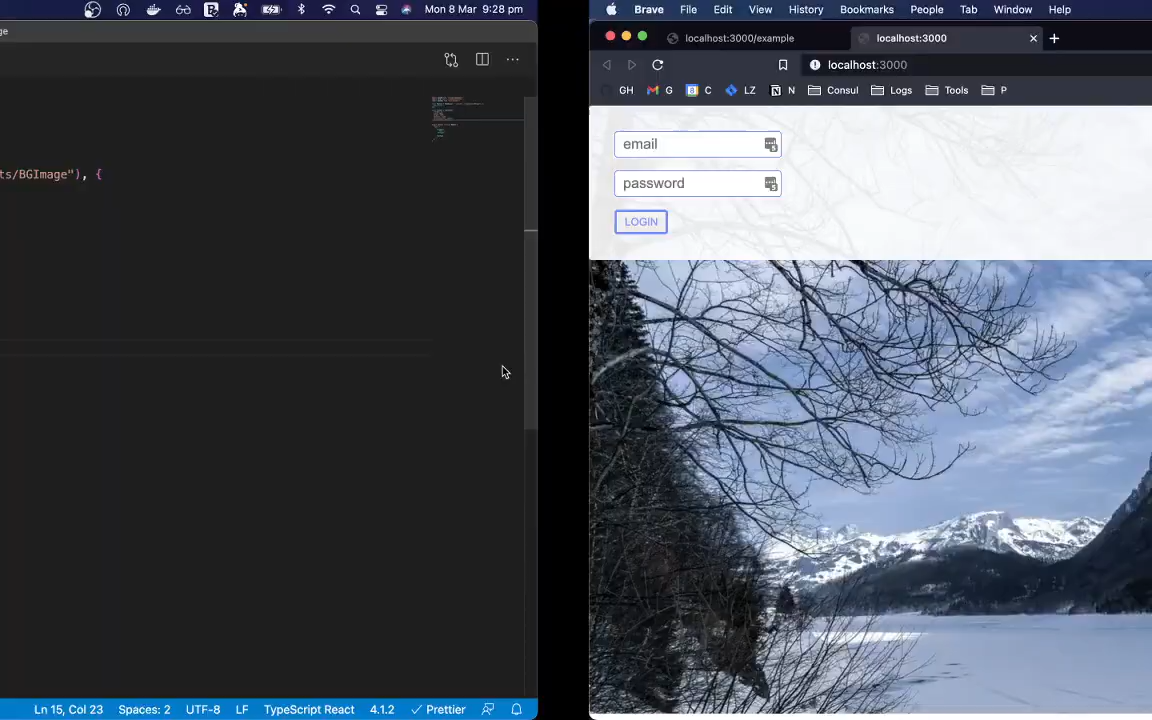 Mon 8 Mar 9:28 pm
ge
ts/BGImage"), {
Ln 15, Col 23 Spaces: 2 UTF-8 LF TypeScript React 4.1.2 Prettier
Brave File Edit View History Bookmarks People Tab Window Help
localhost:3000/example localhost:3000
localhost:3000
GH G 8 C LZ N Consul Logs Tools P
email
password
LOGIN